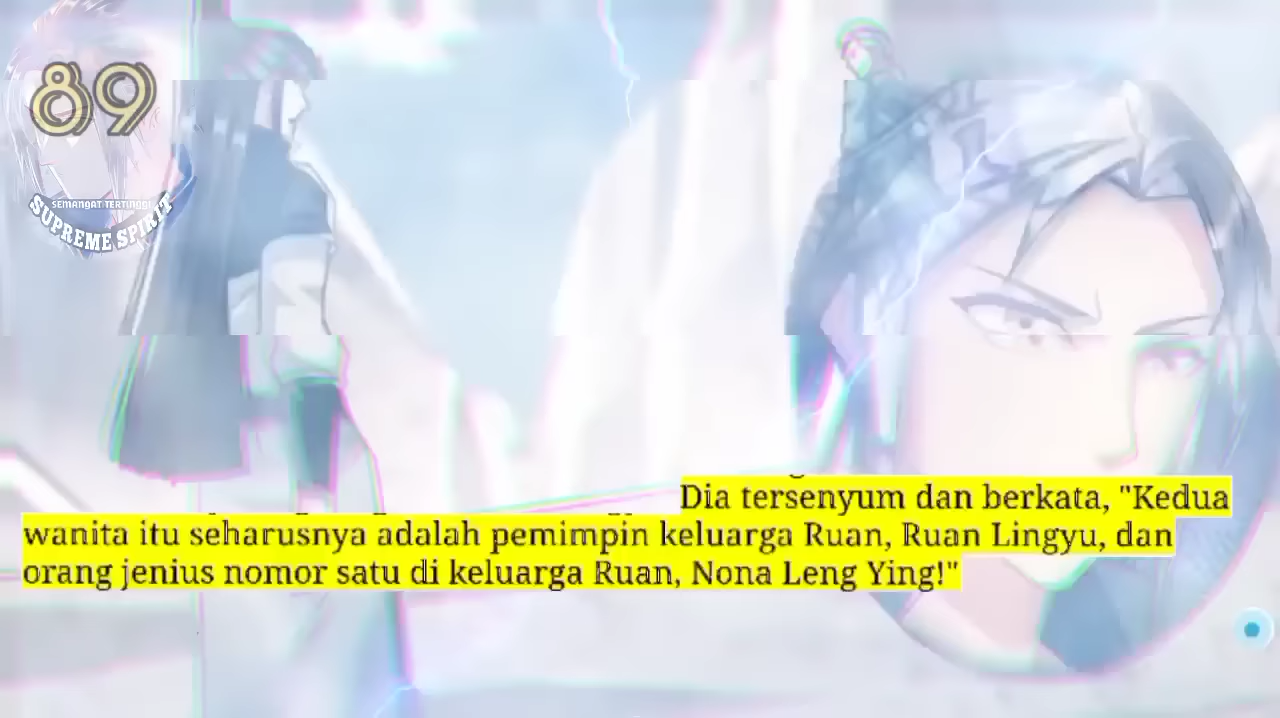 89
SEMANGAT TERTINGGI
SUPREME SPIRIT
Dia tersenyum dan berkata, "Kedua
wanita itu seharusnya adalah pemimpin keluarga Ruan, Ruan Lingyu, dan
orang jenius nomor satu di keluarga Ruan, Nona Leng Ying!"